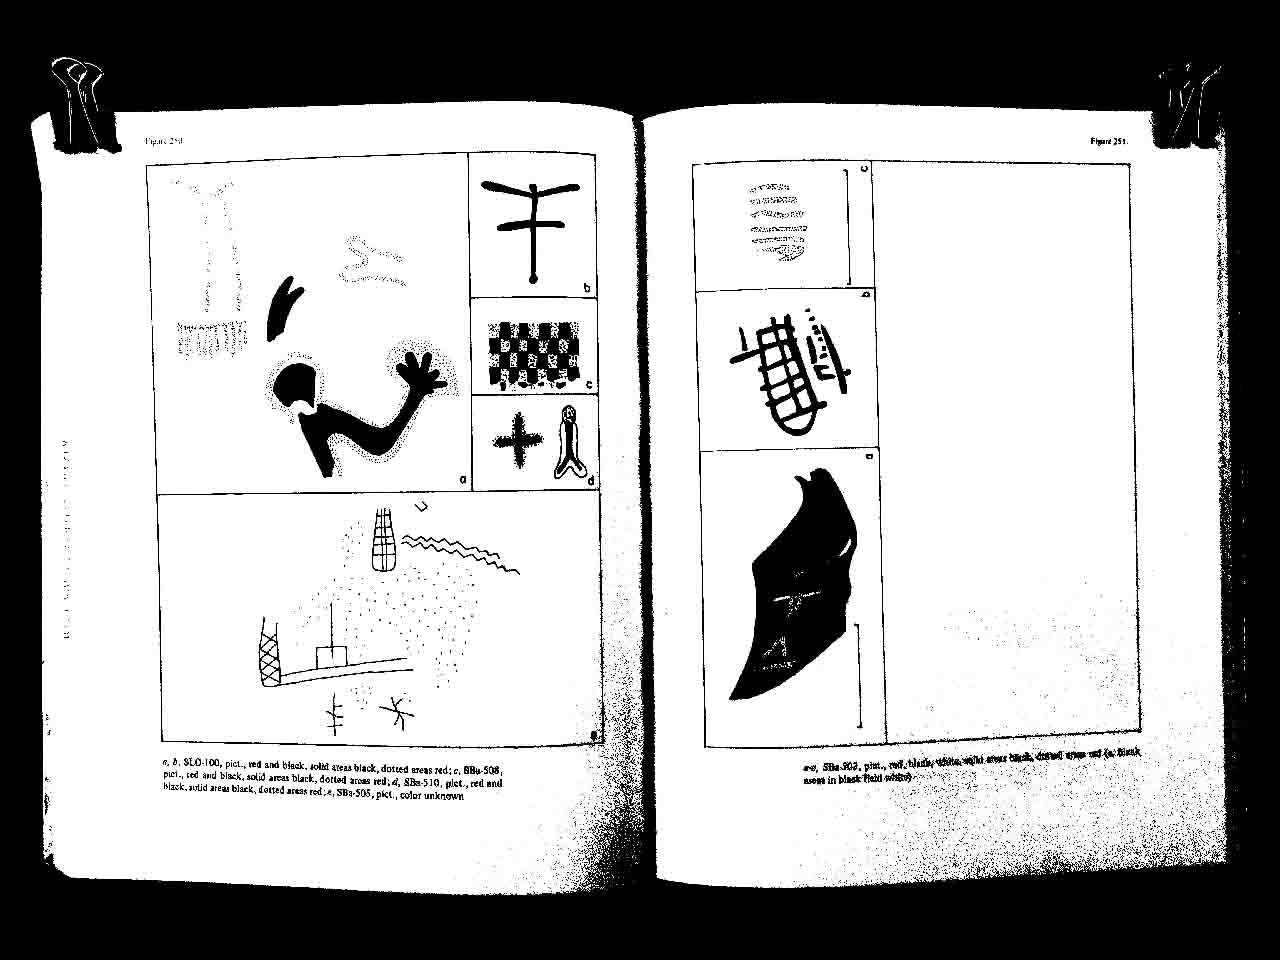 Figure 250
b
c
a
d
e
a, b, SLO-100, pict., red and black, solid areas black, dotted areas red; c, SBa-508,
pict., red and black, solid areas black, dotted areas red; d, SBa-510, pict., red and
black, solid areas black, dotted areas red; e, SBa-505, pict., color unknown
Figure 251
c
b
a
a-c, SBa-502, pict., red, black, white, solid areas black, dotted areas red (a, black
areas in black field white)